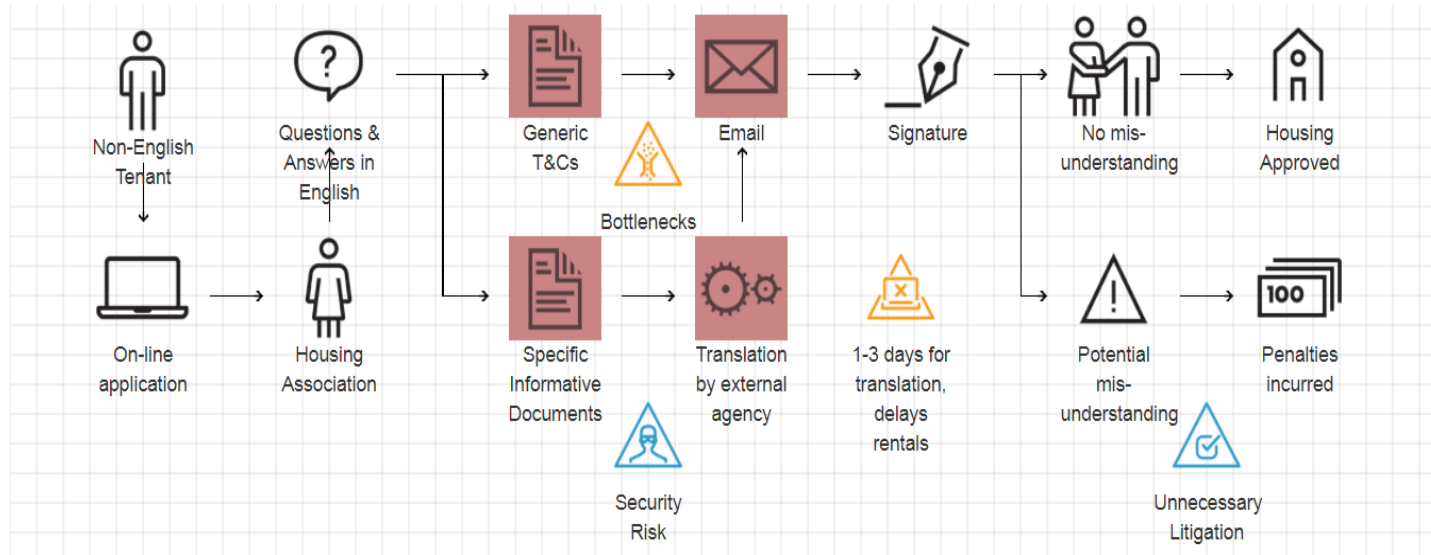 Non-English
Tenant
Questions &
Answers in
English
Generic
T&Cs
Email
Signature
No mis-
understanding
Housing
Approved
Bottlenecks
?
!
100
On-line
application
Housing
Association
Specific
Informative
Documents
Translation
by external
agency
1-3 days for
translation,
delays
rentals
Potential
mis-
understanding
Penalties
incurred
Security
Risk
Unnecessary
Litigation